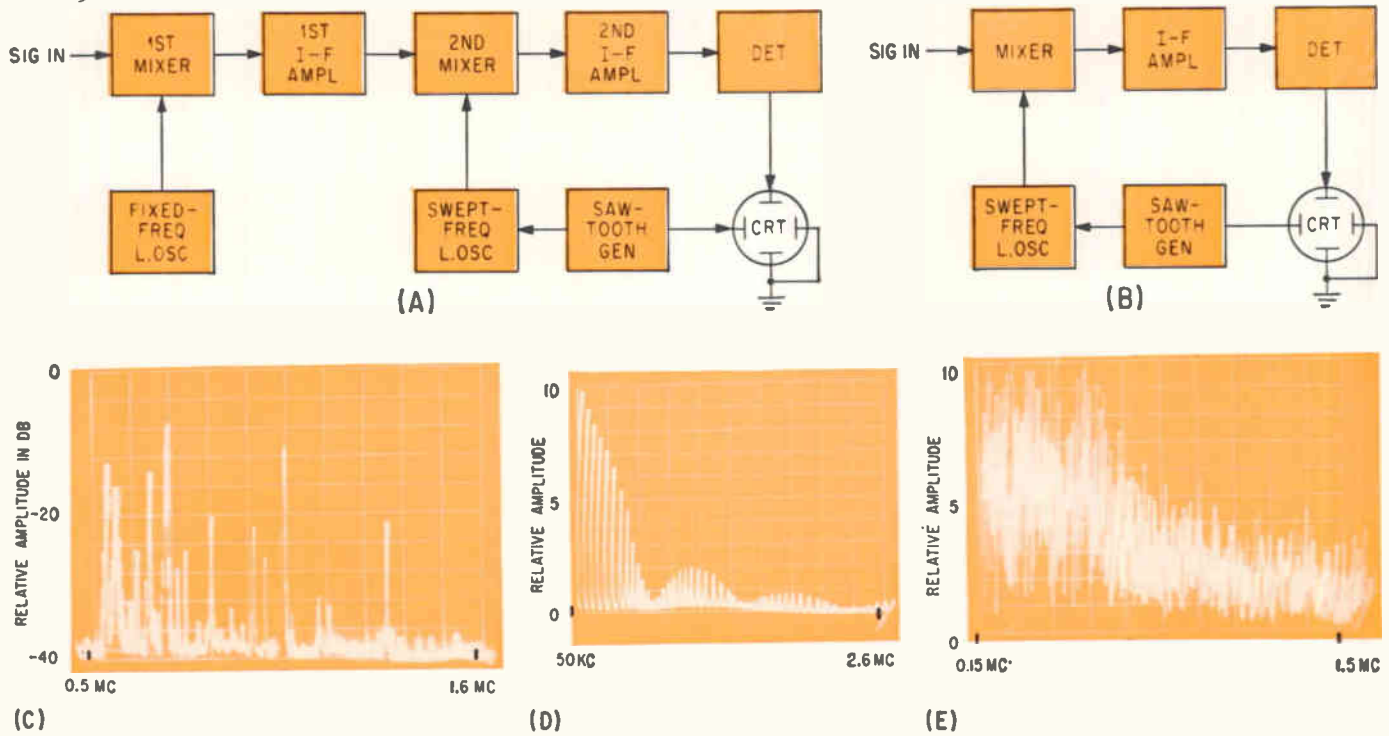 SIG IN
1ST
MIXER
1ST
I-F
AMPL
2ND
MIXER
2ND
I-F
AMPL
DET
FIXED-
FREQ
L.OSC
SWEPT-
FREQ
L.OSC
SAW-
TOOTH
GEN
CRT
(A)
SIG IN
MIXER
I-F
AMPL
DET
SWEPT-
FREQ
L.OSC
SAW-
TOOTH
GEN
CRT
(B)
RELATIVE AMPLITUDE IN DB
0
-20
-40
0.5 MC
1.6 MC
(C)
RELATIVE AMPLITUDE
10
5
0
50KC
2.6 MC
(D)
RELATIVE AMPLITUDE
10
5
0
0.15 MC
1.5 MC
(E)